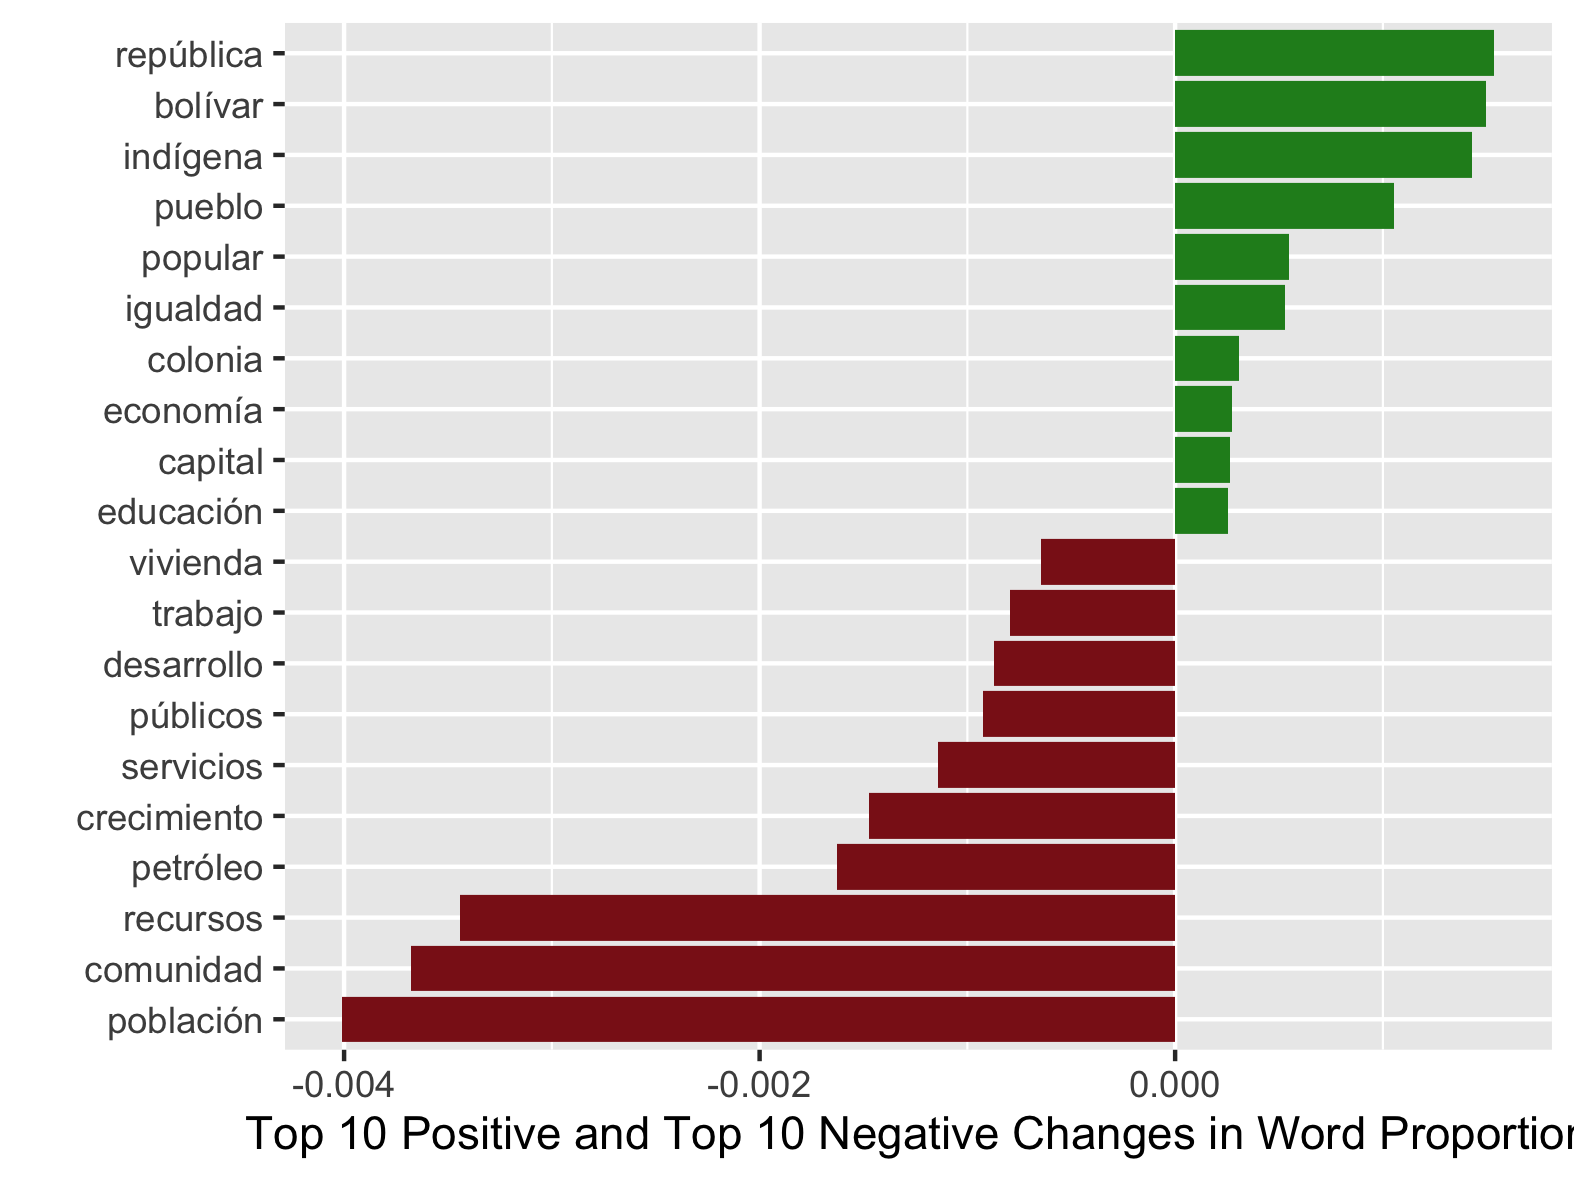 república
bolívar
indígena
pueblo
popular
igualdad
colonia
economía
capital
educación
vivienda
trabajo
desarrollo
públicos
servicios
crecimiento
petróleo
recursos
comunidad
población
-0.004 -0.002 0.000
Top 10 Positive and Top 10 Negative Changes in Word Proportion